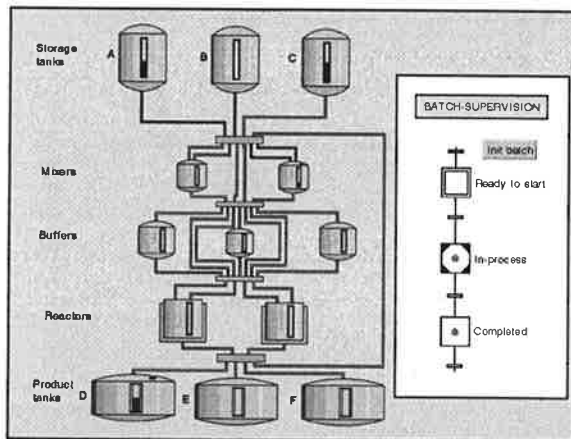 Storage tanks
A
B
C
Mixers
Buffers
Reactors
Product tanks
D
E
F
BATCH-SUPERVISION
Init batch
Ready to start
In-process
Completed